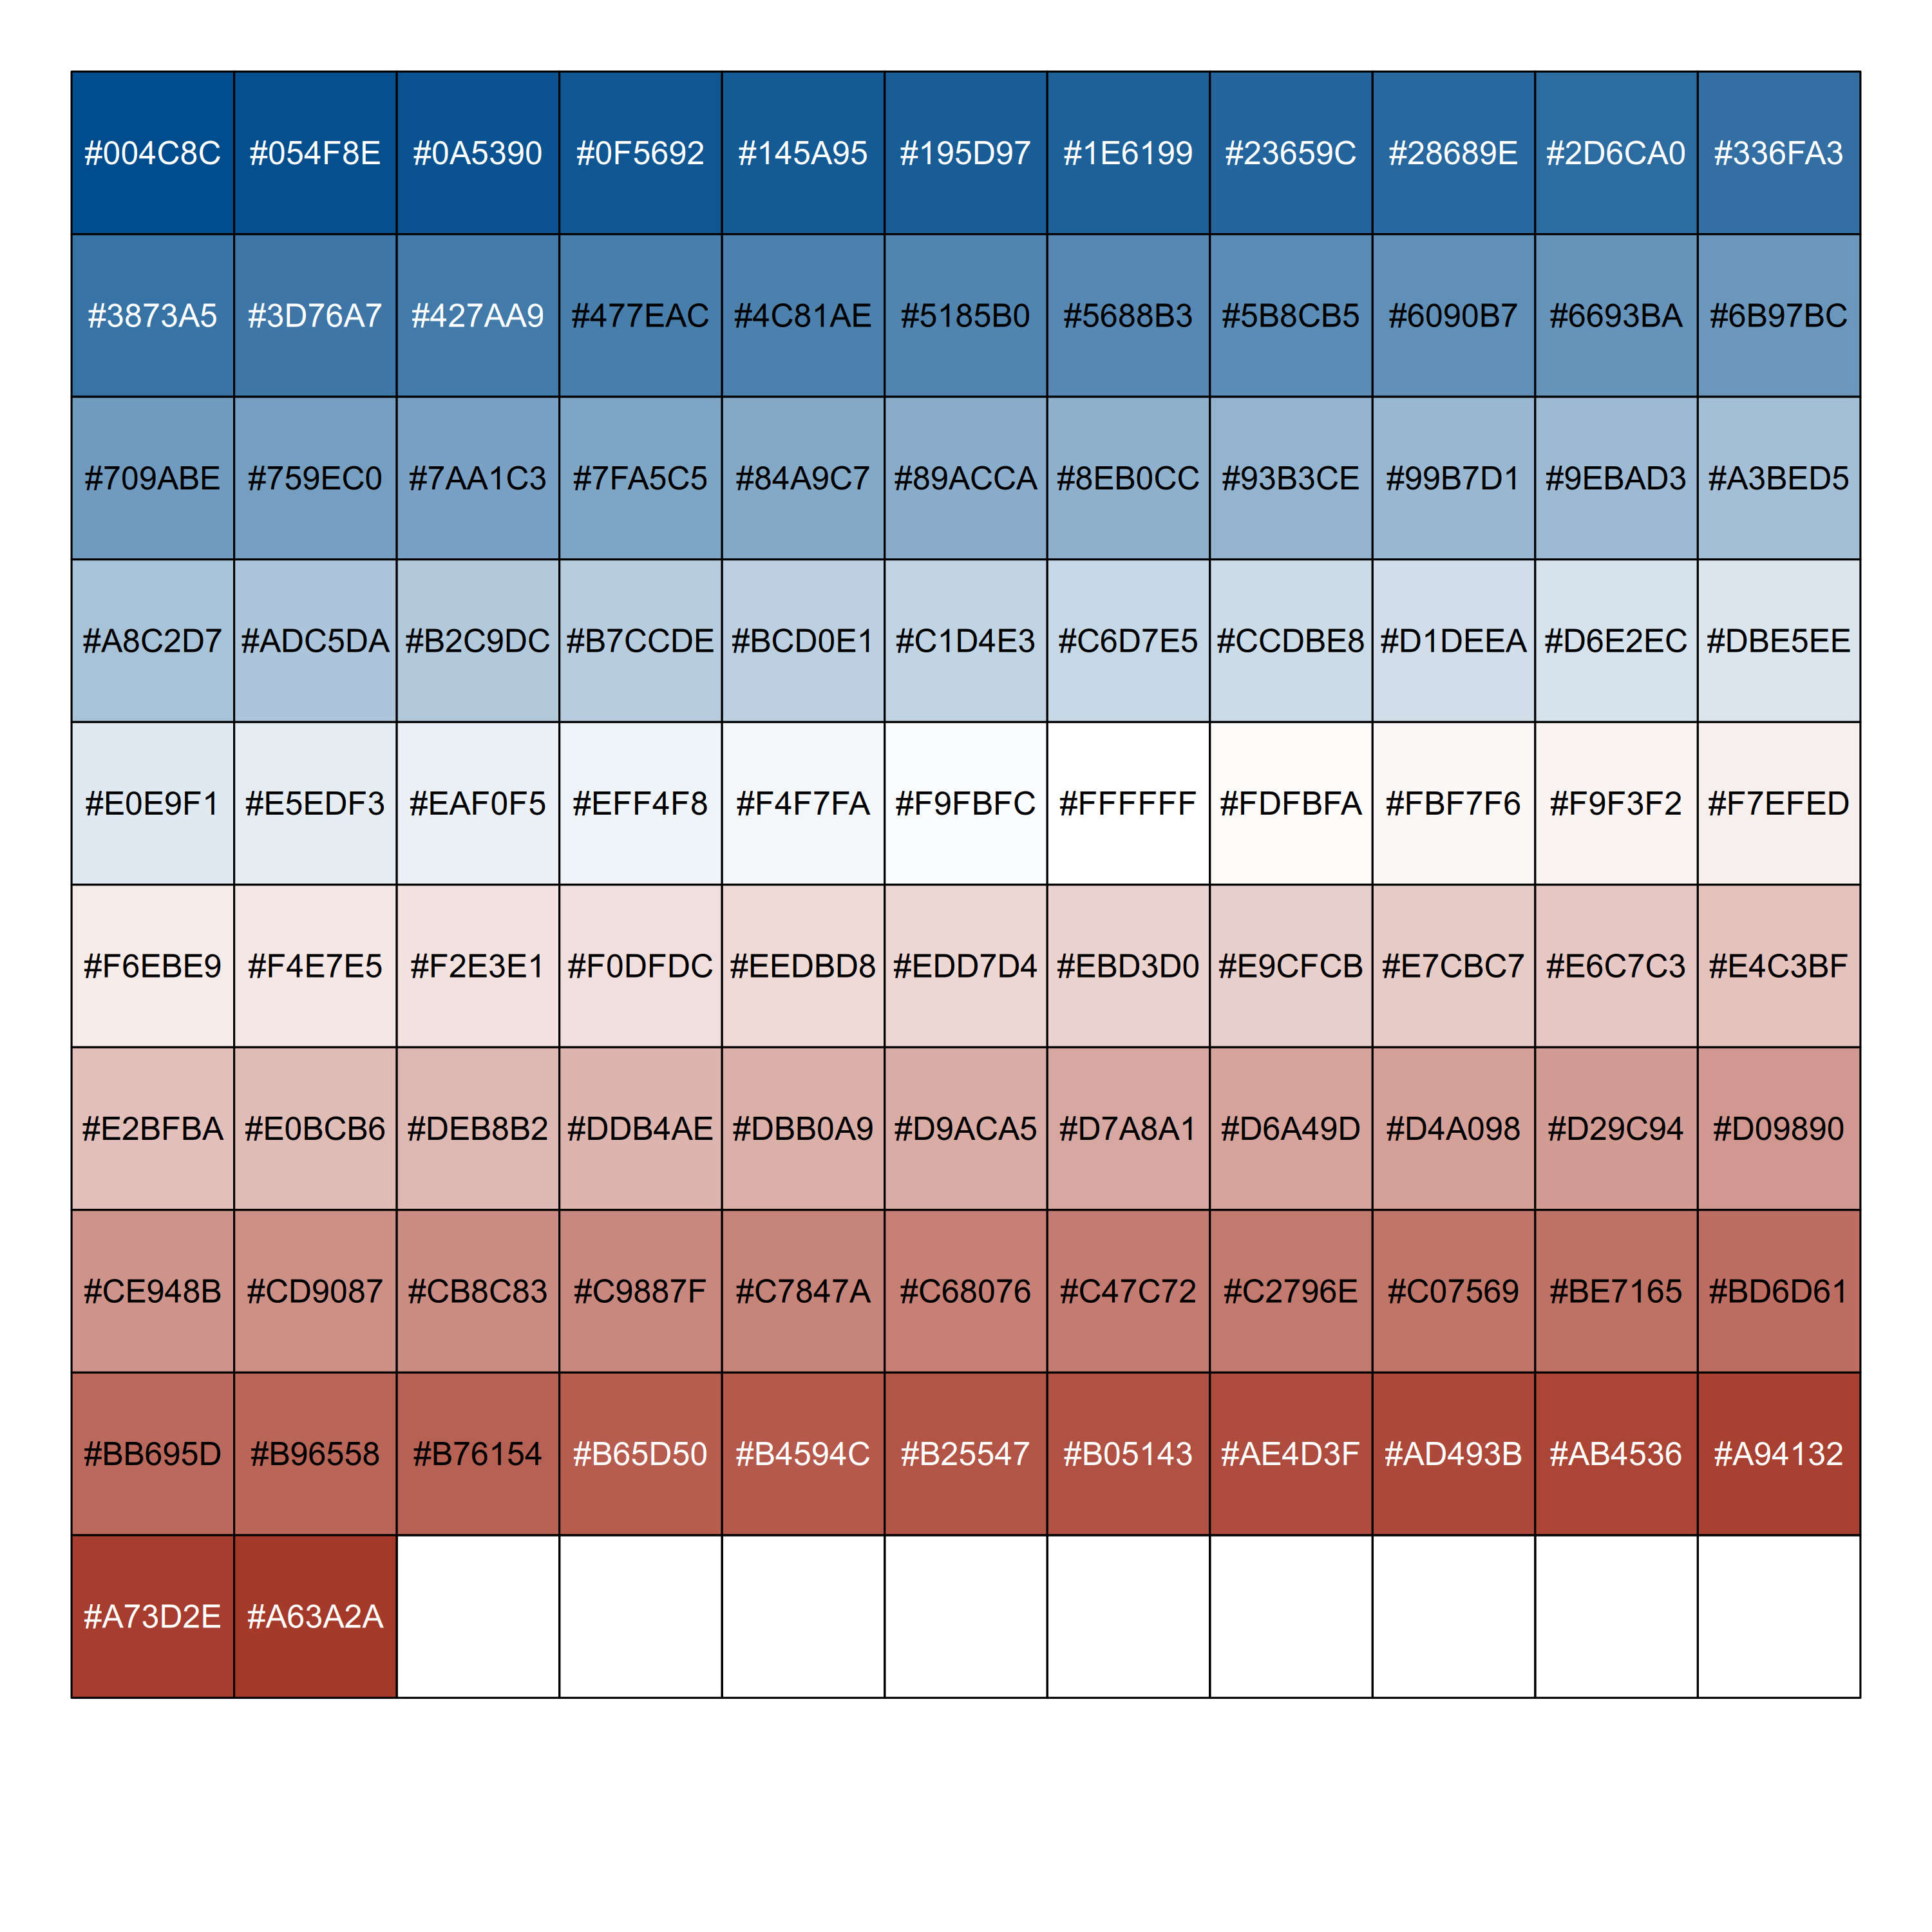 #004C8C #054F8E #0A5390 #0F5692 #145A95 #195D97 #1E6199 #23659C #28689E #2D6CA0 #336FA3
#3873A5 #3D76A7 #427AA9 #477EAC #4C81AE #5185B0 #5688B3 #5B8CB5 #6090B7 #6693BA #6B97BC
#709ABE #759EC0 #7AA1C3 #7FA5C5 #84A9C7 #89ACCA #8EB0CC #93B3CE #99B7D1 #9EBAD3 #A3BED5
#A8C2D7 #ADC5DA #B2C9DC #B7CCDE #BCD0E1 #C1D4E3 #C6D7E5 #CCDBE8 #D1DEEA #D6E2EC #DBE5EE
#E0E9F1 #E5EDF3 #EAF0F5 #EFF4F8 #F4F7FA #F9FBFC #FFFFFF #FDFBFA #FBF7F6 #F9F3F2 #F7EFED
#F6EBE9 #F4E7E5 #F2E3E1 #F0DFDC #EEDBD8 #EDD7D4 #EBD3D0 #E9CFCB #E7CBC7 #E6C7C3 #E4C3BF
#E2BFBA #E0BCB6 #DEB8B2 #DDB4AE #DBB0A9 #D9ACA5 #D7A8A1 #D6A49D #D4A098 #D29C94 #D09890
#CE948B #CD9087 #CB8C83 #C9887F #C7847A #C68076 #C47C72 #C2796E #C07569 #BE7165 #BD6D61
#BB695D #B96558 #B76154 #B65D50 #B4594C #B25547 #B05143 #AE4D3F #AD493B #AB4536 #A94132
#A73D2E #A63A2A